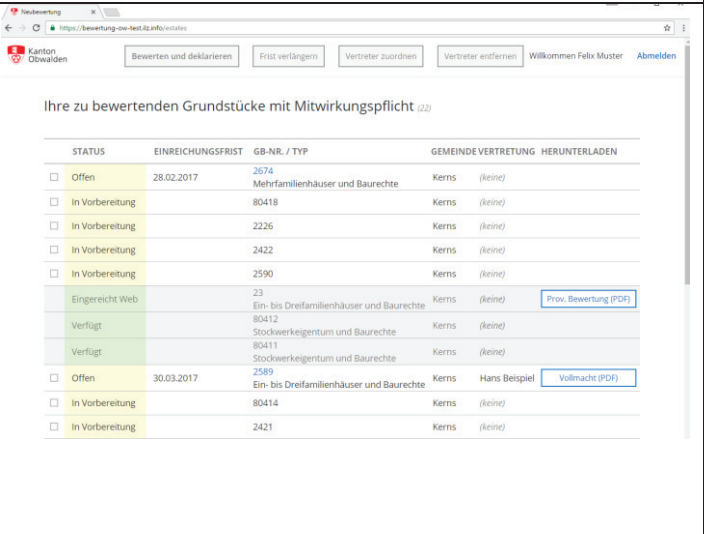 Neubewertung
https://bewertung-ow-test.ilz.info/estates
Kanton
Obwalden
Bewerten und deklarieren
Frist verlängern
Vertreter zuordnen
Vertreter entfernen
Willkommen Felix Muster
Abmelden
Ihre zu bewertenden Grundstücke mit Mitwirkungspflicht (22)
STATUS EINREICHUNGSFRIST GB-NR. / TYP GEMEINDE VERTRETUNG HERUNTERLADEN
Offen 28.02.2017 2674 Kerns (keine)
Mehrfamilienhäuser und Baurechte
In Vorbereitung 80418 Kerns (keine)
In Vorbereitung 2226 Kerns (keine)
In Vorbereitung 2422 Kerns (keine)
In Vorbereitung 2590 Kerns (keine)
Eingereicht Web 23 Kerns (keine) Prov. Bewertung (PDF)
Ein- bis Dreifamilienhäuser und Baurechte
Verfügt 80412 Kerns (keine)
Stockwerkeigentum und Baurechte
Verfügt 80411 Kerns (keine)
Stockwerkeigentum und Baurechte
Offen 30.03.2017 2589 Kerns Hans Beispiel Vollmacht (PDF)
Ein- bis Dreifamilienhäuser und Baurechte
In Vorbereitung 80414 Kerns (keine)
In Vorbereitung 2421 Kerns (keine)